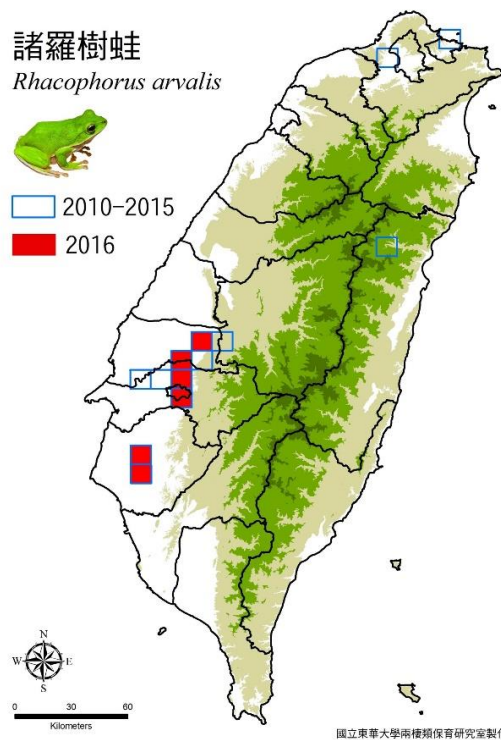 諸羅樹蛙
Rhacophorus arvalis
2010-2015
2016
N
W E
S
0 30 60
Kilometers
國立東華大學兩棲類保育研究室製作